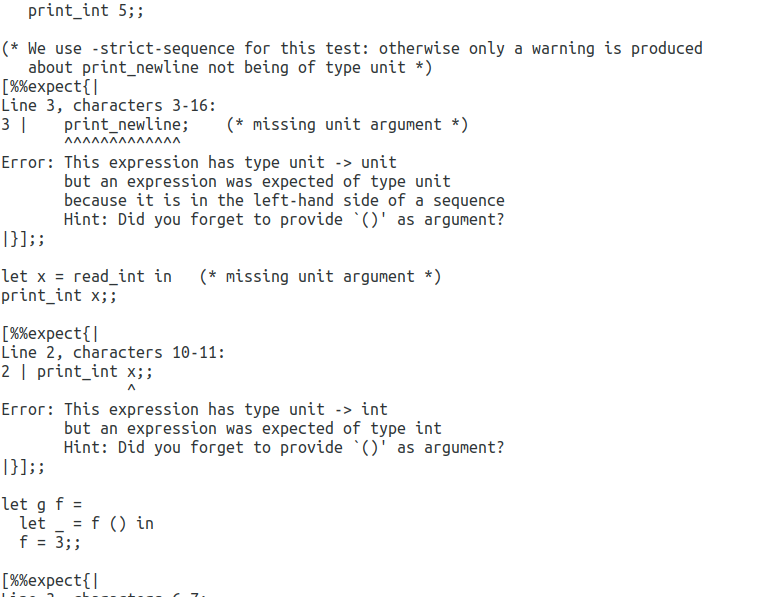 print_int 5;;

(* We use -strict-sequence for this test: otherwise only a warning is produced
   about print_newline not being of type unit *)
[%%expect{|
Line 3, characters 3-16:
3 |    print_newline;    (* missing unit argument *)
       ^^^^^^^^^^^^^
Error: This expression has type unit -> unit
       but an expression was expected of type unit
       because it is in the left-hand side of a sequence
       Hint: Did you forget to provide `()' as argument?
|}];;

let x = read_int in   (* missing unit argument *)
print_int x;;

[%%expect{|
Line 2, characters 10-11:
2 | print_int x;;
              ^
Error: This expression has type unit -> int
       but an expression was expected of type int
       Hint: Did you forget to provide `()' as argument?
|}];;

let g f =
  let _ = f () in
  f = 3;;

[%%expect{|